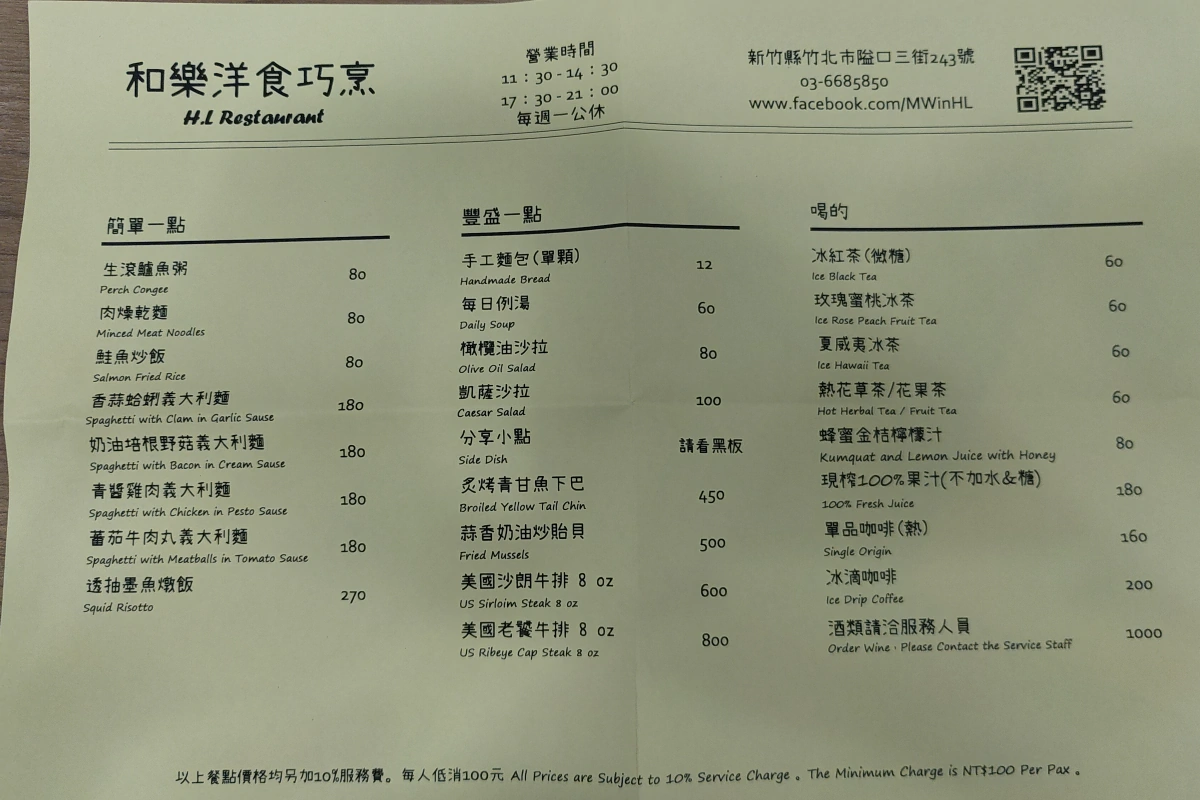 和樂洋食巧烹
H.L Restaurant
營業時間
11：30-14：30
17：30-21：00
每週一公休
新竹縣竹北市隘口三街243號
03-6685850
www.facebook.com/MWinHL
簡單一點
生滾鱸魚粥 80
Perch Congee
肉燥乾麵 80
Minced Meat Noodles
鮭魚炒飯 80
Salmon Fried Rice
香蒜蛤蜊義大利麵 180
Spaghetti with Clam in Garlic Sause
奶油培根野菇義大利麵 180
Spaghetti with Bacon in Cream Sause
青醬雞肉義大利麵 180
Spaghetti with Chicken in Pesto Sause
蕃茄牛肉丸義大利麵 180
Spaghetti with Meatballs in Tomato Sause
透抽墨魚燉飯 270
Squid Risotto
豐盛一點
手工麵包(單顆) 12
Handmade Bread
每日例湯 60
Daily Soup
橄欖油沙拉 80
Olive Oil Salad
凱薩沙拉 100
Caesar Salad
分享小點 請看黑板
Side Dish
炙烤青甘魚下巴 450
Broiled Yellow Tail Chin
蒜香奶油炒貽貝 500
Fried Mussels
美國沙朗牛排 8 oz 600
US Sirloim Steak 8 oz
美國老饕牛排 8 oz 800
US Ribeye Cap Steak 8 oz
喝的
冰紅茶(微糖) 60
Ice Black Tea
玫瑰蜜桃冰茶 60
Ice Rose Peach Fruit Tea
夏威夷冰茶 60
Ice Hawaii Tea
熱花草茶/花果茶 60
Hot Herbal Tea / Fruit Tea
蜂蜜金桔檸檬汁 80
Kumquat and Lemon Juice with Honey
現榨100%果汁(不加水&糖) 180
100% Fresh Juice
單品咖啡(熱) 160
Single Origin
冰滴咖啡 200
Ice Drip Coffee
酒類請洽服務人員 1000
Order Wine，Please Contact the Service Staff
以上餐點價格均另加10%服務費。每人低消100元 All Prices are Subject to 10% Service Charge 。The Minimum Charge is NT$100 Per Pax 。